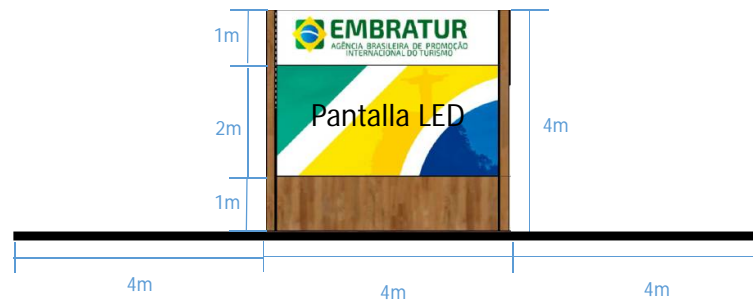 1m
EMBRATUR
AGÊNCIA BRASILEIRA DE PROMOÇÃO
INTERNACIONAL DO TURISMO
Pantalla LED
2m
4m
1m
4m
4m
4m